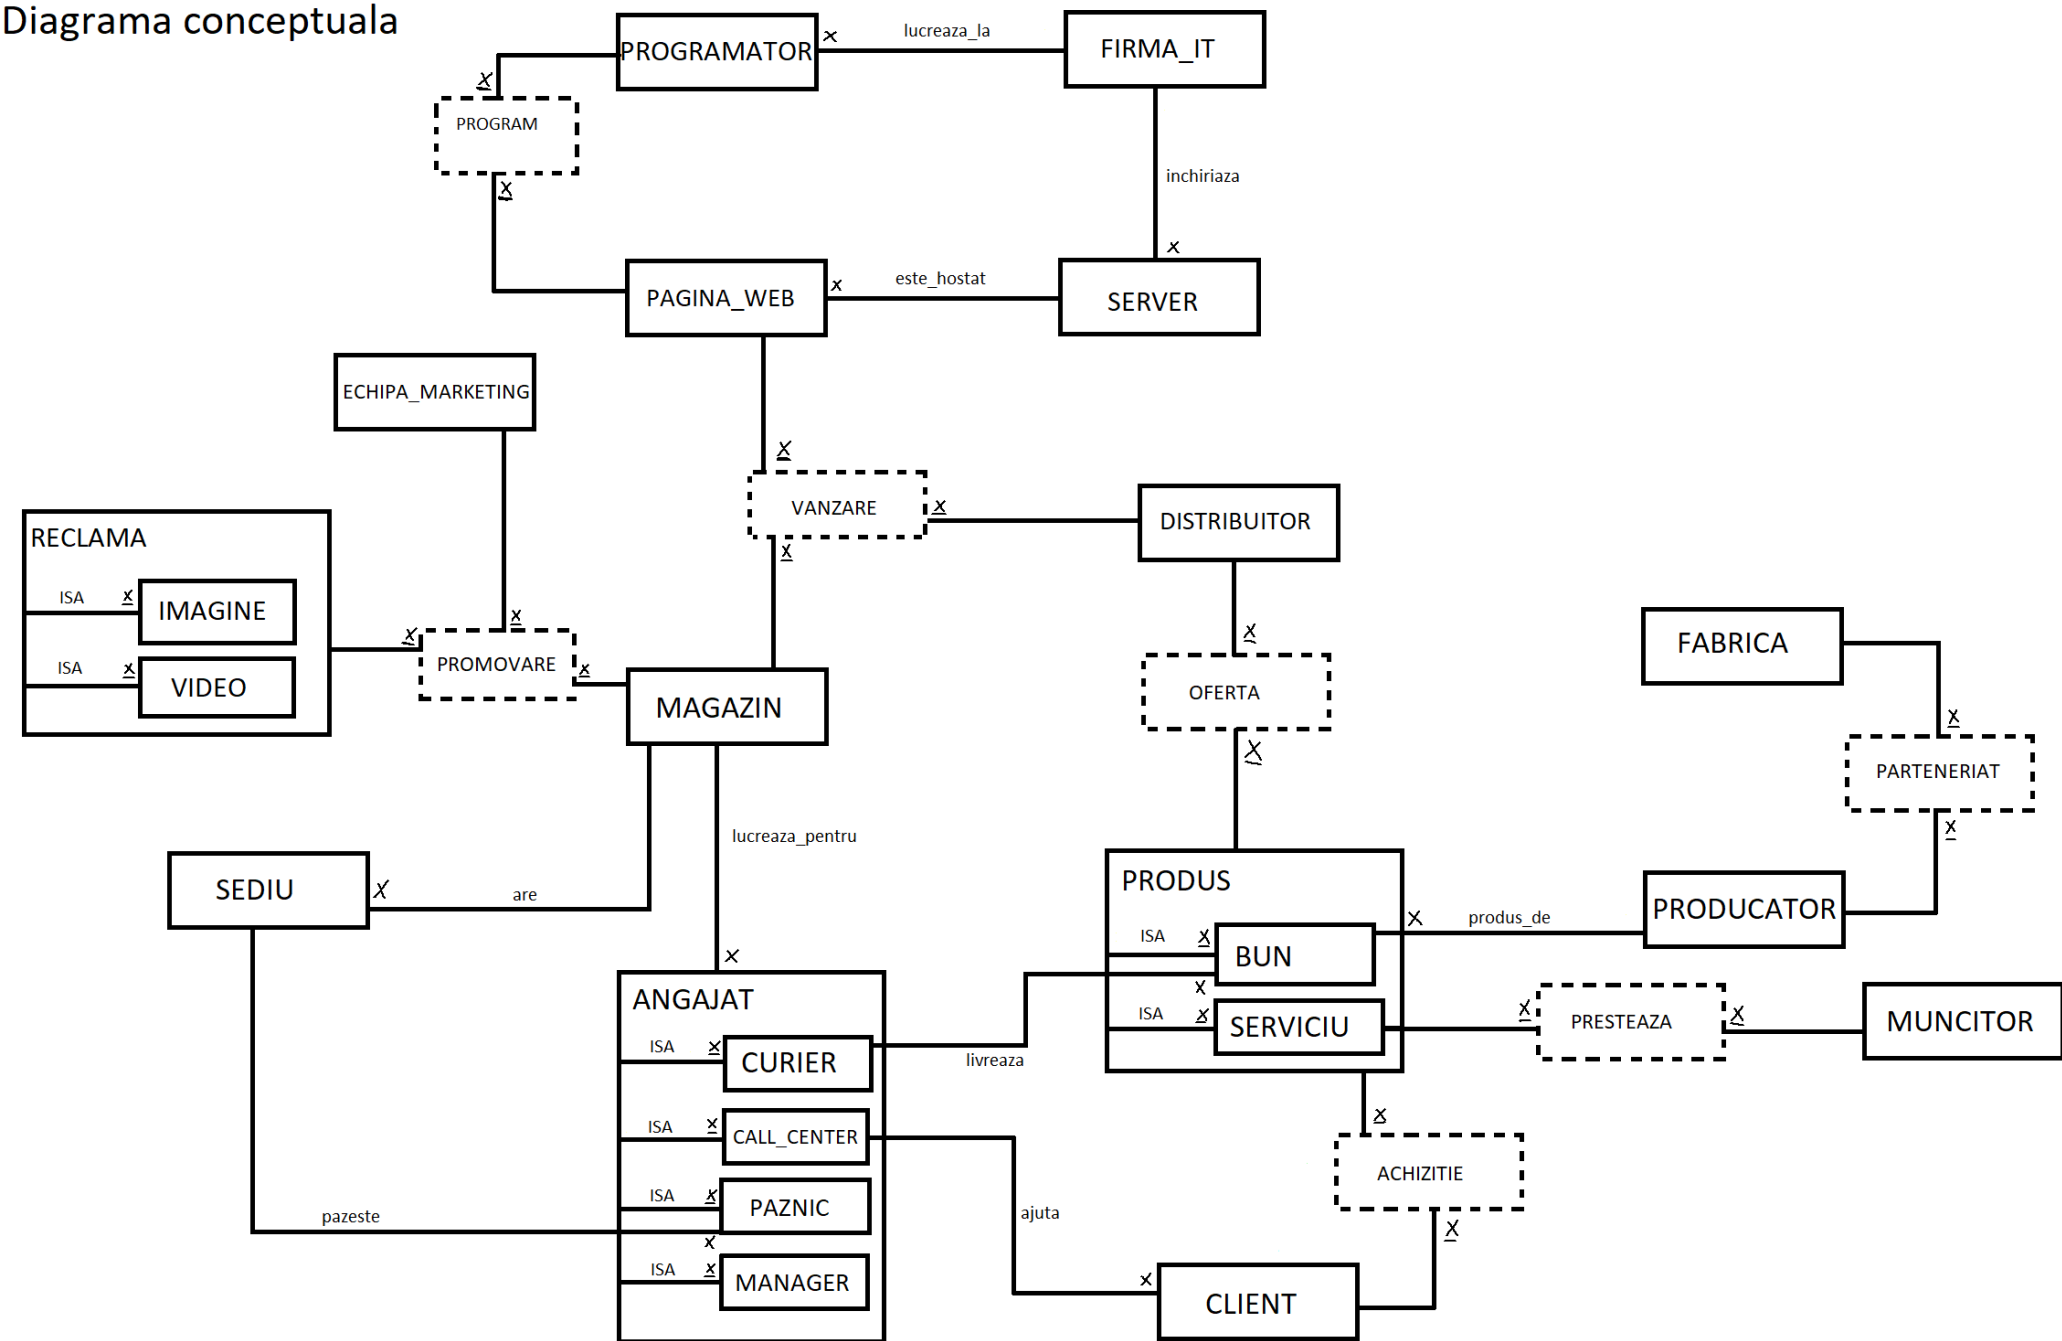 Diagrama conceptuala
PROGRAMATOR
x
lucreaza_la
FIRMA_IT
x
PROGRAM
x
inchiriaza
x
PAGINA_WEB
x
este_hostat
SERVER
ECHIPA_MARKETING
x
VANZARE
x
x
DISTRIBUITOR
RECLAMA
ISA
x
IMAGINE
ISA
x
VIDEO
x
x
PROMOVARE
x
MAGAZIN
x
OFERTA
x
FABRICA
x
PARTENERIAT
x
lucreaza_pentru
SEDIU
x
are
x
PRODUS
ISA
x
BUN
x
ISA
x
SERVICIU
x
produs_de
PRODUCATOR
x
PRESTEAZA
x
MUNCITOR
ANGAJAT
ISA
x
CURIER
livreaza
ISA
x
CALL_CENTER
ISA
x
PAZNIC
x
pazeste
ISA
x
MANAGER
ajuta
x
ACHIZITIE
x
x
CLIENT